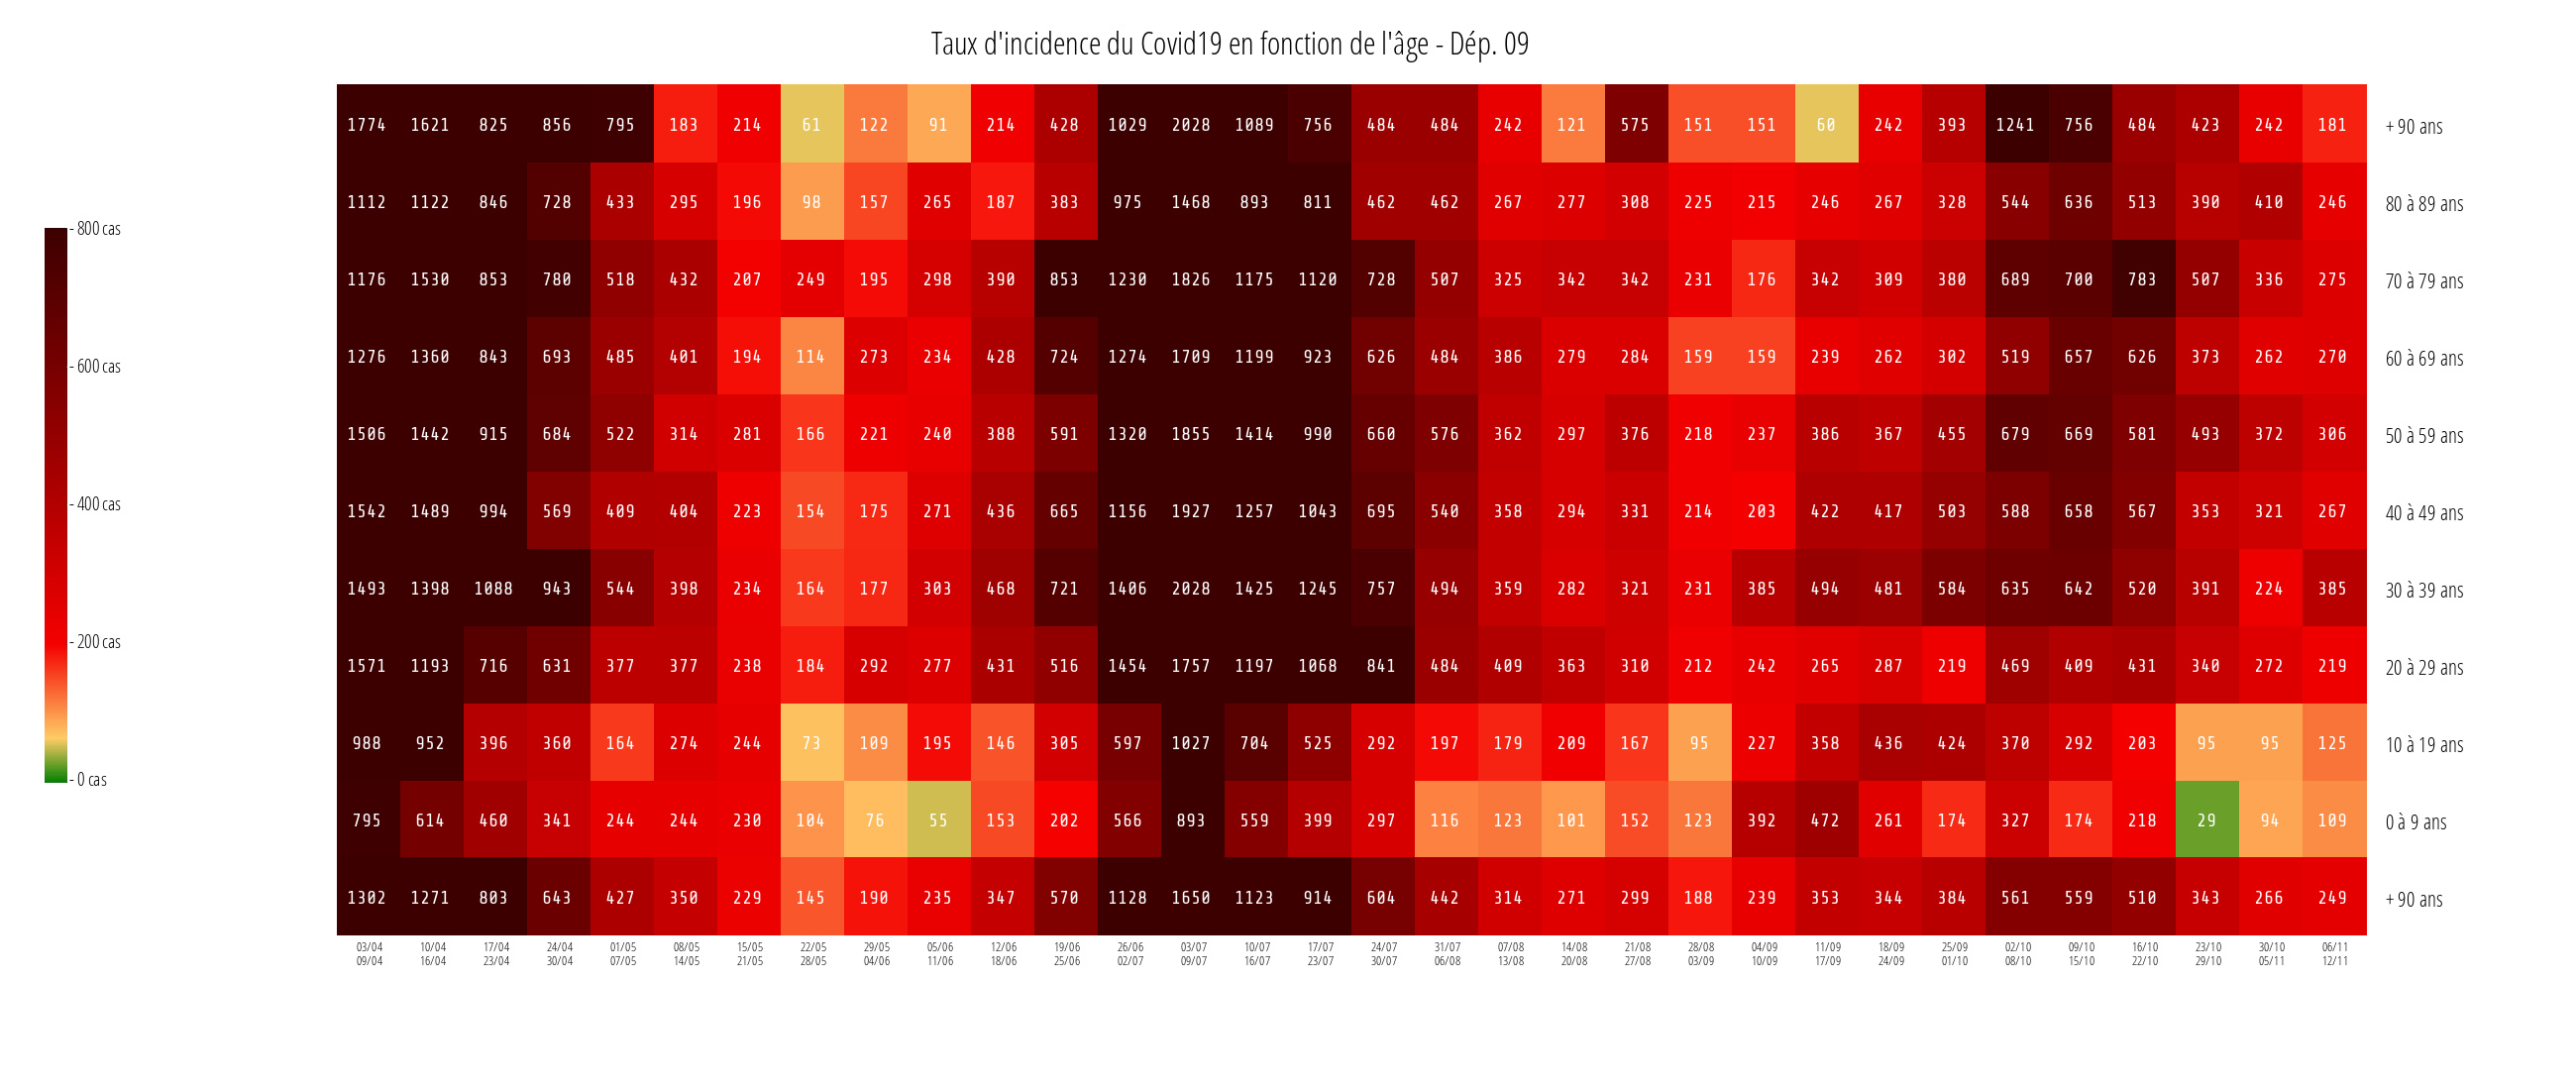 Taux d'incidence du Covid19 en fonction de l'âge - Dép. 09
1774 1621 825 856 795 183 214 61 122 91 214 428 1029 2028 1089 756 484 484 242 121 575 151 151 60 242 393 1241 756 484 423 242 181 + 90 ans
1112 1122 846 728 433 295 196 98 157 265 187 383 975 1468 893 811 462 462 267 277 308 225 215 246 267 328 544 636 513 390 410 246 80 à 89 ans
- 800 cas
1176 1530 853 780 518 432 207 249 195 298 390 853 1230 1826 1175 1120 728 507 325 342 342 231 176 342 309 380 689 700 783 507 336 275 70 à 79 ans
1276 1360 843 693 485 401 194 114 273 234 428 724 1274 1709 1199 923 626 484 386 279 284 159 159 239 262 302 519 657 626 373 262 270 60 à 69 ans
- 600 cas
1506 1442 915 684 522 314 281 166 221 240 388 591 1320 1855 1414 990 660 576 362 297 376 218 237 386 367 455 679 669 581 493 372 306 50 à 59 ans
- 400 cas
1542 1489 994 569 409 404 223 154 175 271 436 665 1156 1927 1257 1043 695 540 358 294 331 214 203 422 417 503 588 658 567 353 321 267 40 à 49 ans
1493 1398 1088 943 544 398 234 164 177 303 468 721 1406 2028 1425 1245 757 494 359 282 321 231 385 494 481 584 635 642 520 391 224 385 30 à 39 ans
- 200 cas
1571 1193 716 631 377 377 238 184 292 277 431 516 1454 1757 1197 1068 841 484 409 363 310 212 242 265 287 219 469 409 431 340 272 219 20 à 29 ans
988 952 396 360 164 274 244 73 109 195 146 305 597 1027 704 525 292 197 179 209 167 95 227 358 436 424 370 292 203 95 95 125 10 à 19 ans
- 0 cas
795 614 460 341 244 244 230 104 76 55 153 202 566 893 559 399 297 116 123 101 152 123 392 472 261 174 327 174 218 29 94 109 0 à 9 ans
1302 1271 803 643 427 350 229 145 190 235 347 570 1128 1650 1123 914 604 442 314 271 299 188 239 353 344 384 561 559 510 343 266 249 + 90 ans
03/04 10/04 17/04 24/04 01/05 08/05 15/05 22/05 29/05 05/06 12/06 19/06 26/06 03/07 10/07 17/07 24/07 31/07 07/08 14/08 21/08 28/08 04/09 11/09 18/09 25/09 02/10 09/10 16/10 23/10 30/10 06/11
09/04 16/04 23/04 30/04 07/05 14/05 21/05 28/05 04/06 11/06 18/06 25/06 02/07 09/07 16/07 23/07 30/07 06/08 13/08 20/08 27/08 03/09 10/09 17/09 24/09 01/10 08/10 15/10 22/10 29/10 05/11 12/11